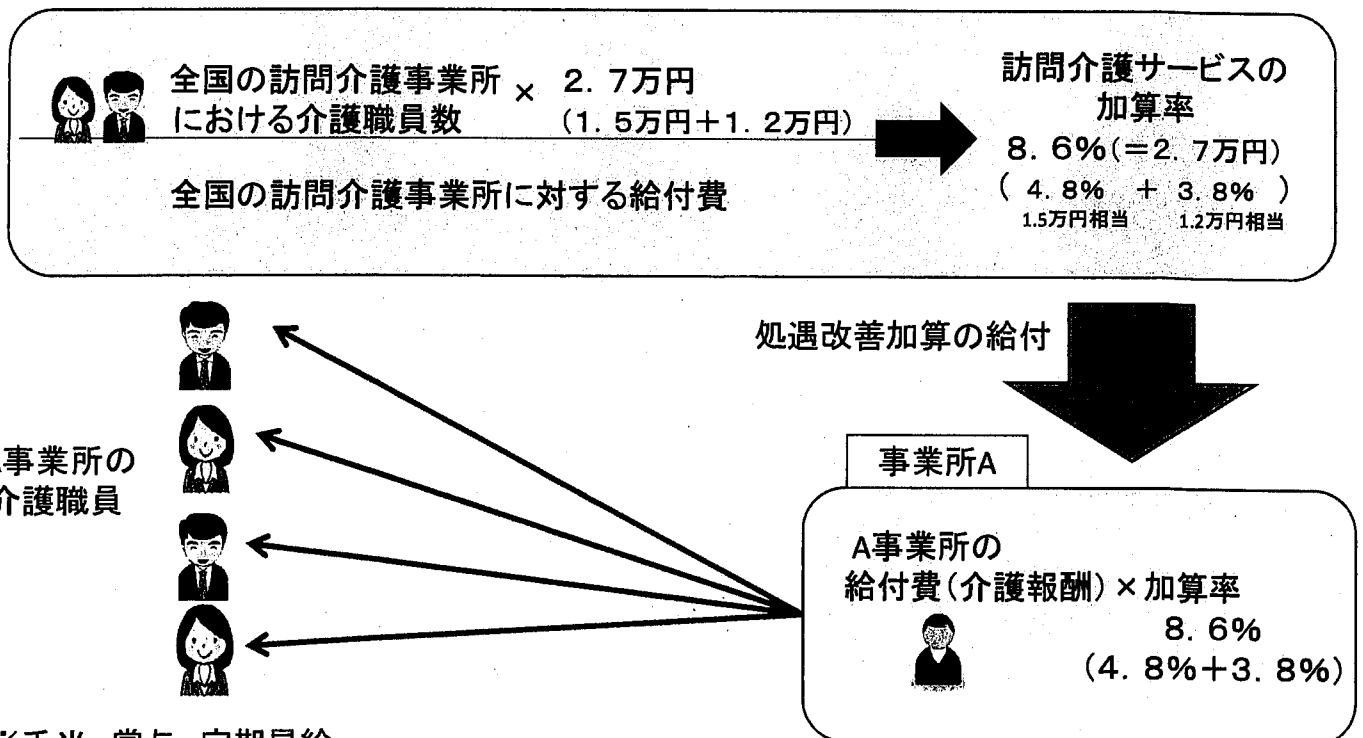 全国の訪問介護事業所
における介護職員数
×
2.7万円
(1.5万円+1.2万円)
全国の訪問介護事業所に対する給付費
訪問介護サービスの
加算率
8.6%(=2.7万円)
(4.8% + 3.8%)
1.5万円相当 1.2万円相当
処遇改善加算の給付
事業所の
介護職員
事業所A
A事業所の
給付費(介護報酬)×加算率
8.6%
(4.8%+3.8%)